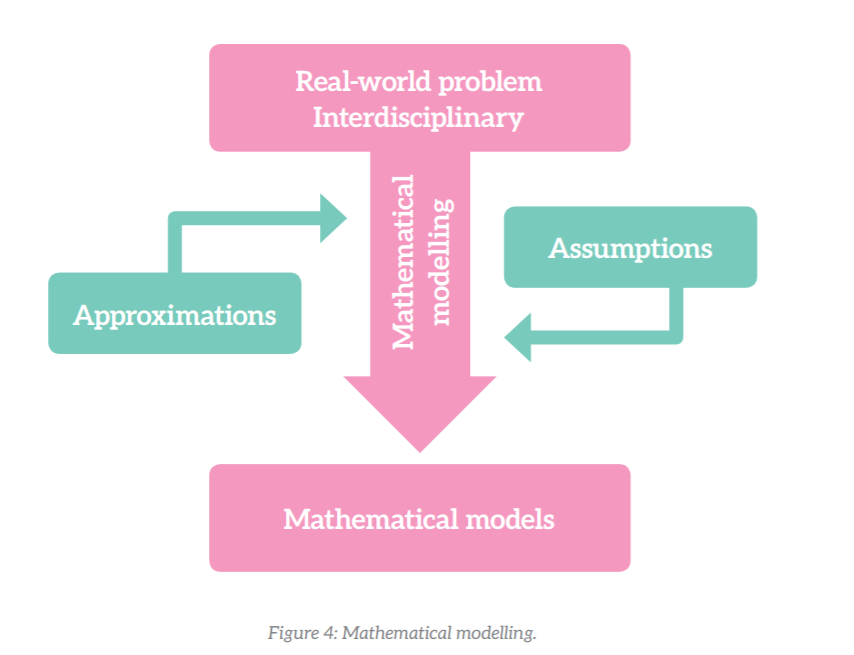 Real-world problem
Interdisciplinary
Mathematical
modelling
Assumptions
Approximations
Mathematical models
Figure 4: Mathematical modelling.